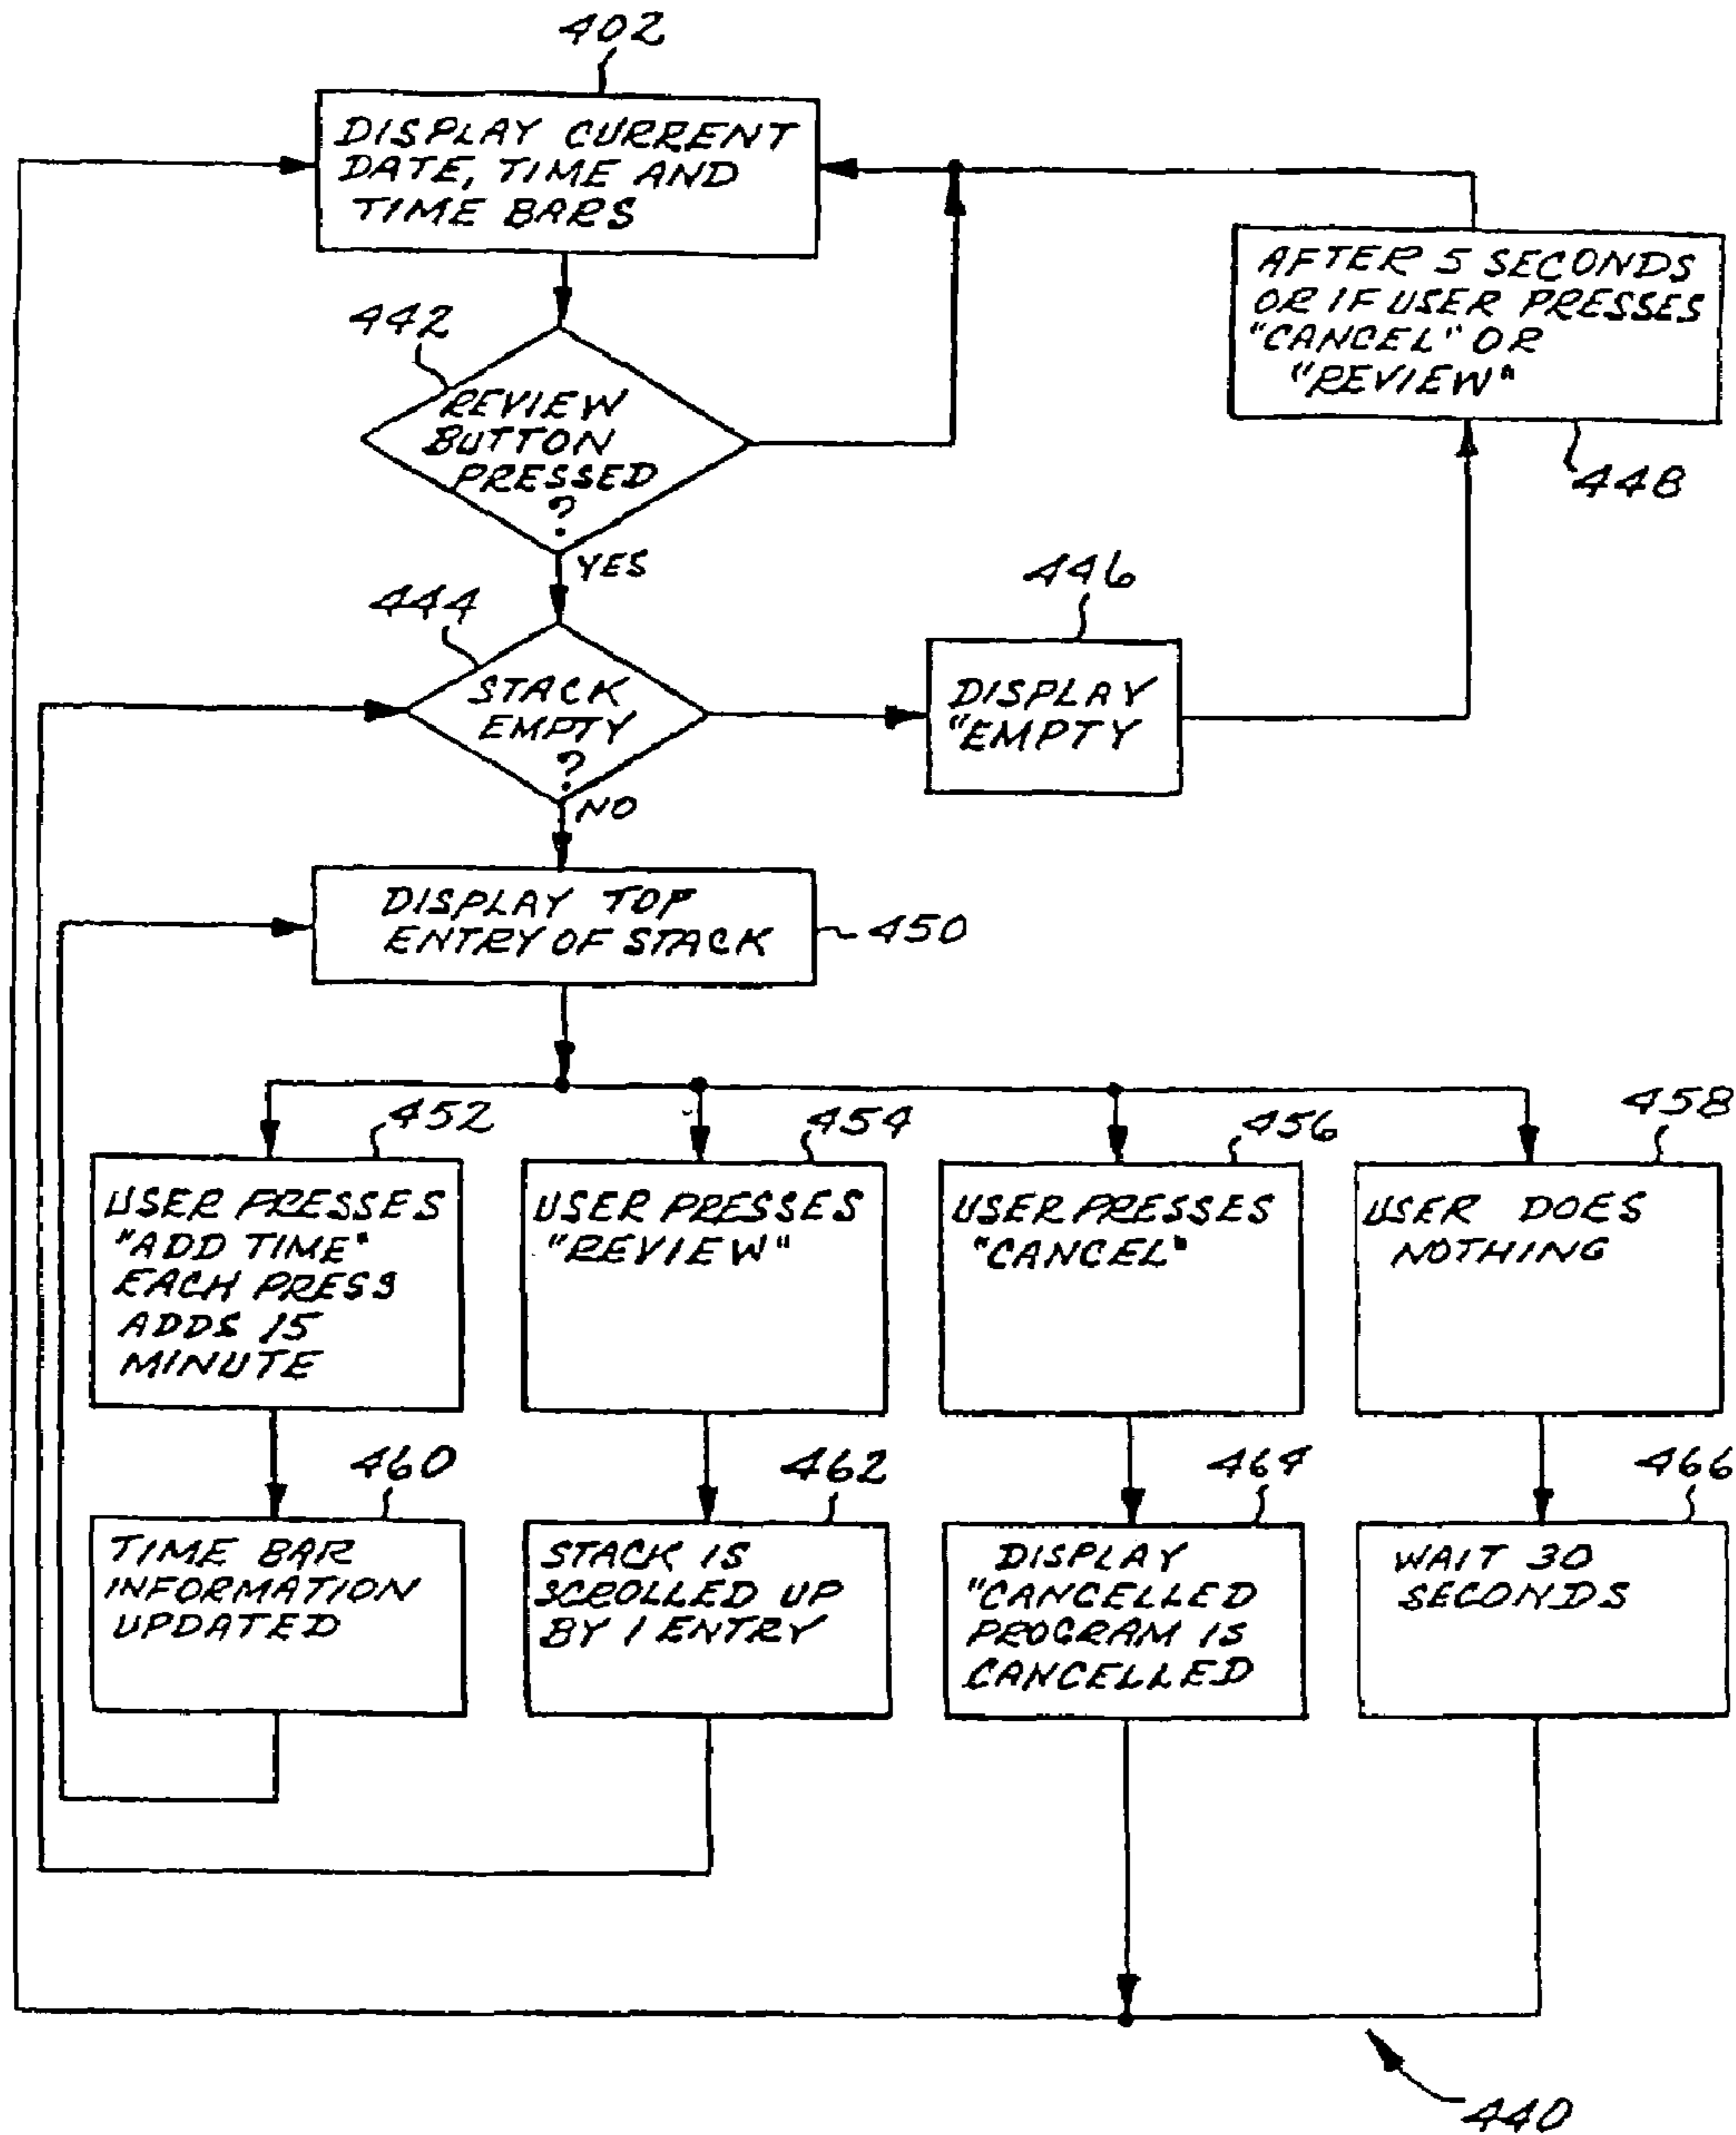 402
DISPLAY CURRENT
DATE, TIME AND
TIME BARS
442
REVIEW
BUTTON
PRESSED
?
YES
AFTER 5 SECONDS
OR IF USER PRESSES
"CANCEL" OR
"REVIEW"
448
444
STACK
EMPTY
?
NO
446
DISPLAY
"EMPTY
DISPLAY TOP
ENTRY OF STACK
450
452
USER PRESSES
"ADD TIME"
EACH PRESS
ADDS 15
MINUTE
454
USER PRESSES
"REVIEW"
456
USER PRESSES
"CANCEL"
458
USER DOES
NOTHING
460
TIME BAR
INFORMATION
UPDATED
462
STACK IS
SCROLLED UP
BY 1 ENTRY
464
DISPLAY
"CANCELLED
PROGRAM IS
CANCELLED
466
WAIT 30
SECONDS
440